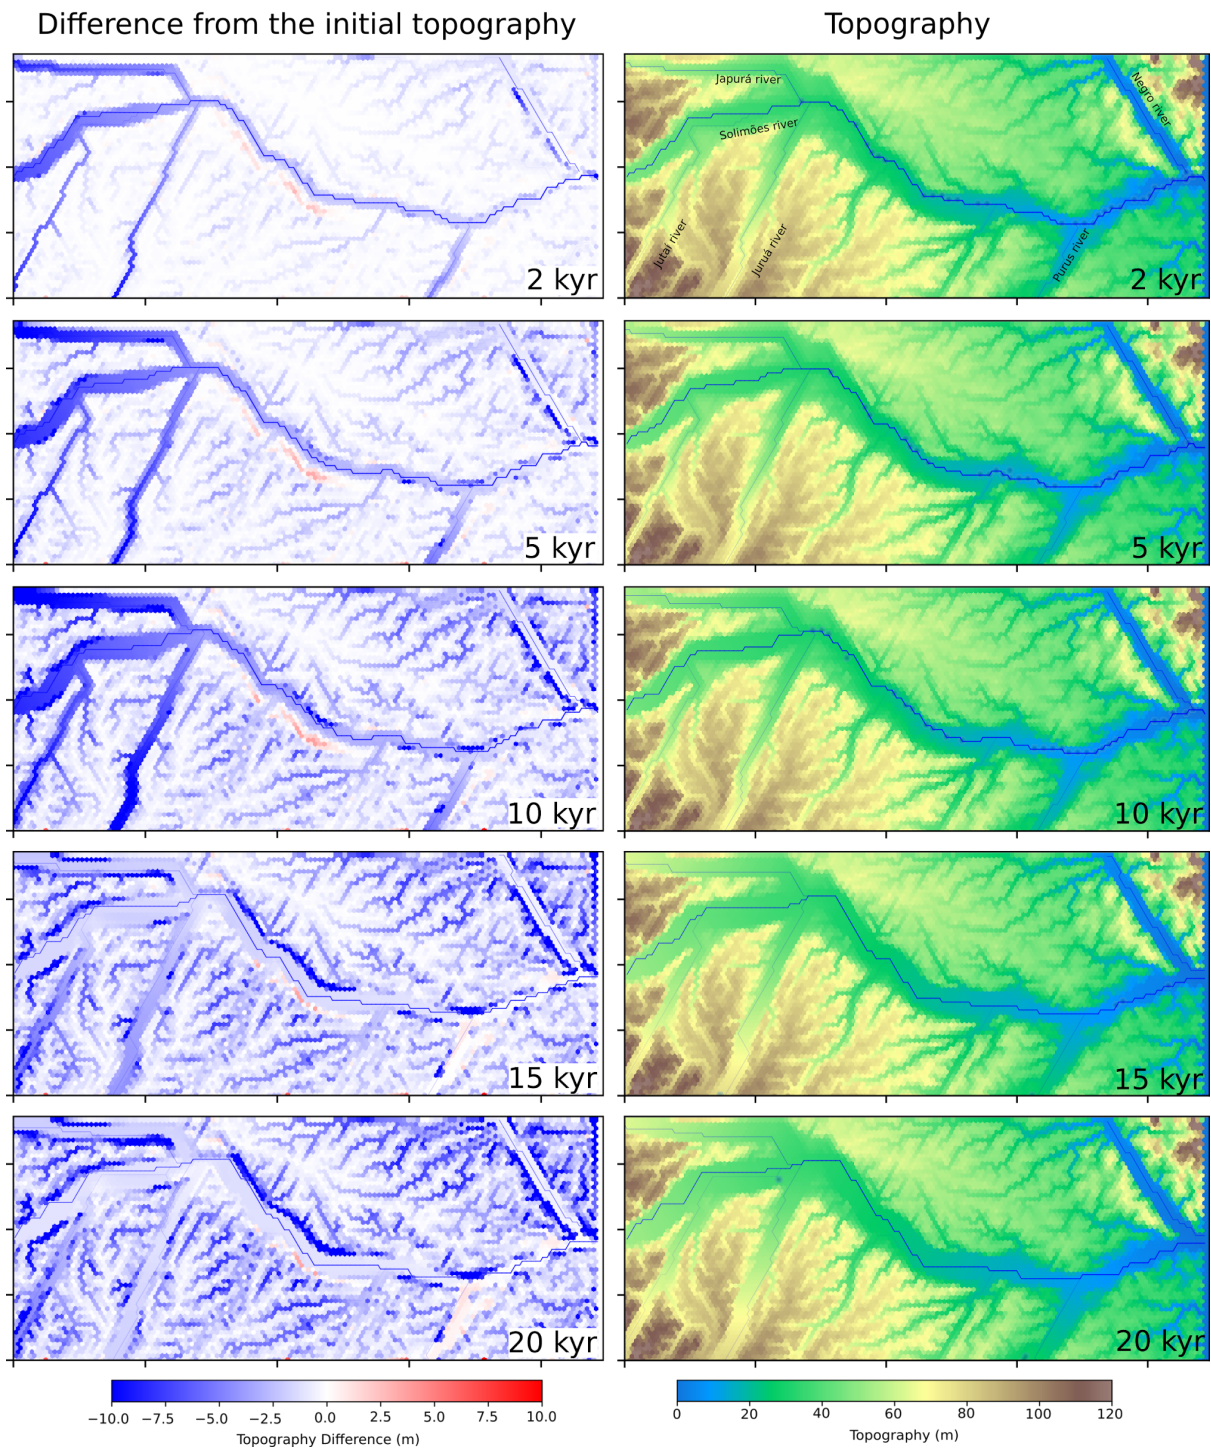 Difference from the initial topography
Topography
Japurá river
Negro river
Solimões river
Jutaí river
Juruá river
Purus river
2 kyr
2 kyr
5 kyr
5 kyr
10 kyr
10 kyr
15 kyr
15 kyr
20 kyr
20 kyr
−10.0 −7.5 −5.0 −2.5 0.0 2.5 5.0 7.5 10.0
Topography Difference (m)
0 20 40 60 80 100 120
Topography (m)